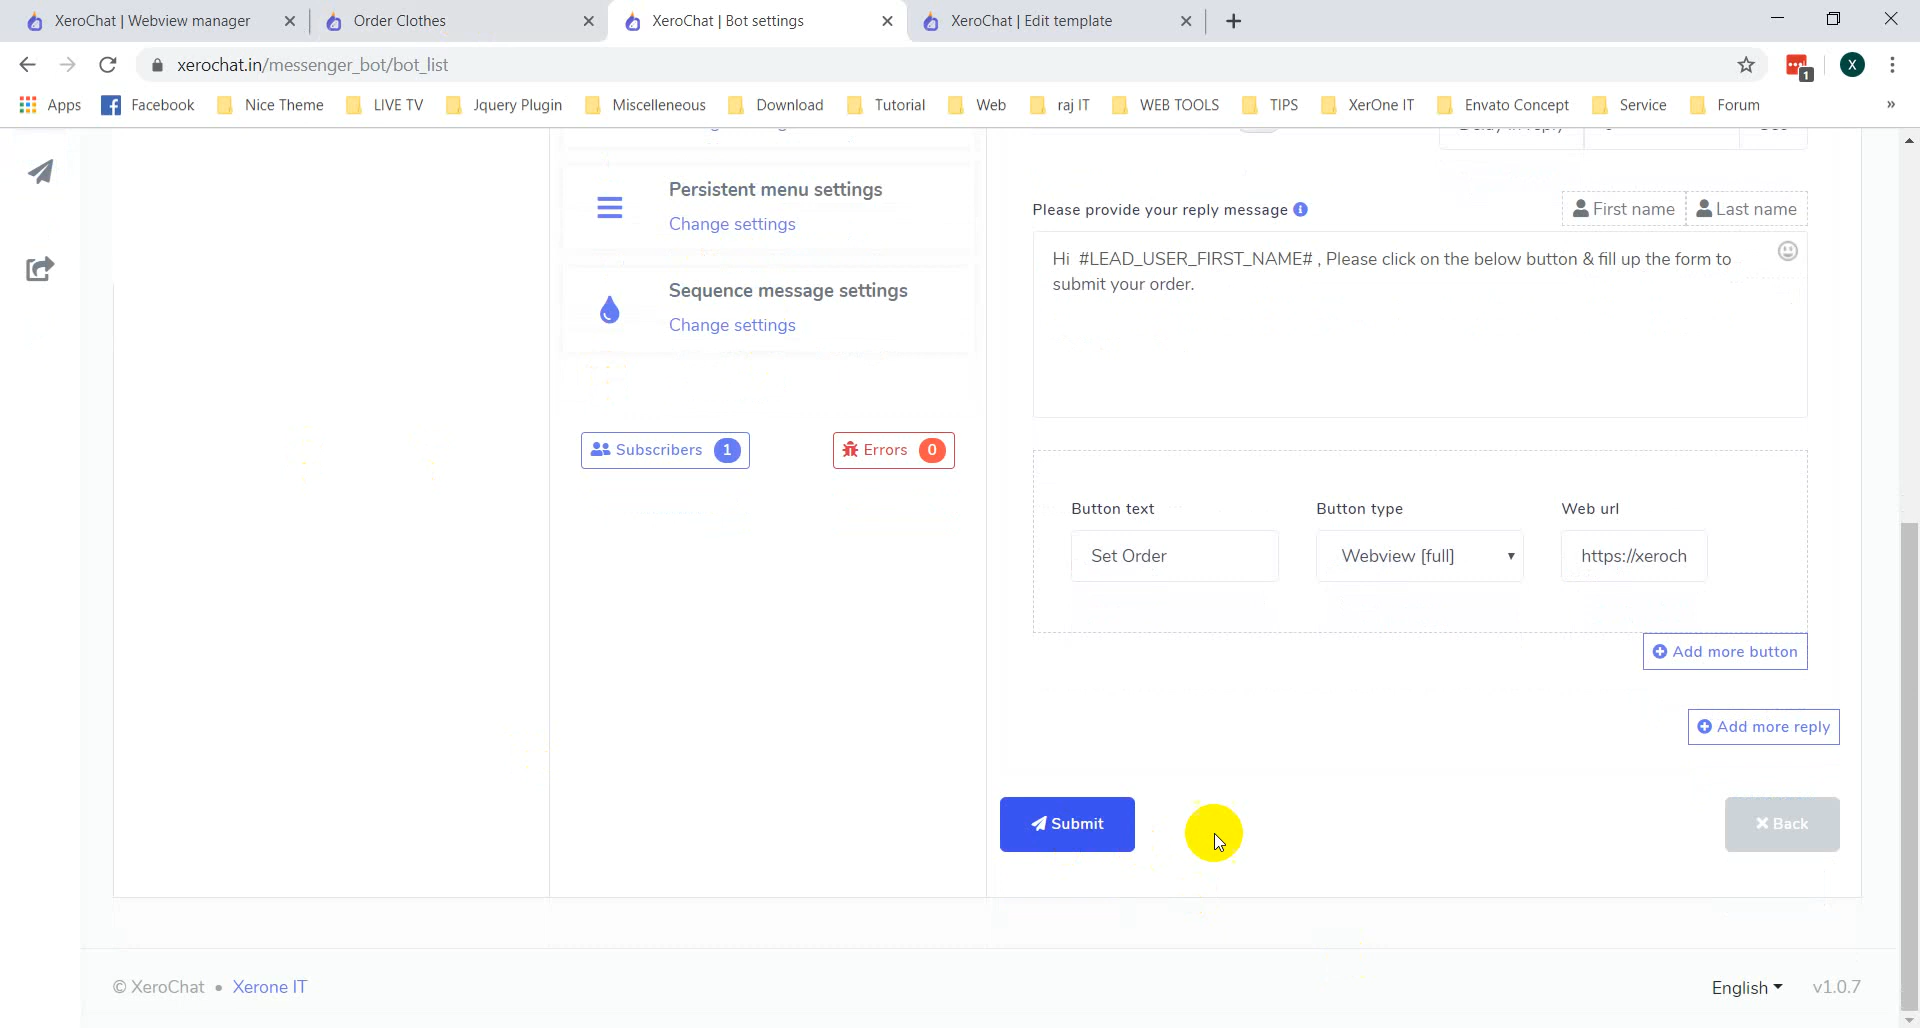 XeroChat | Webview manager
Order Clothes
XeroChat | Bot settings
XeroChat | Edit template
xerochat.in/messenger_bot/bot_list
X
1
Apps
Facebook
Nice Theme
LIVE TV
Jquery Plugin
Miscelleneous
Download
Tutorial
Web
raj IT
WEB TOOLS
TIPS
XerOne IT
Envato Concept
Service
Forum
»
Persistent menu settings
Change settings
Sequence message settings
Change settings
Subscribers 1
Errors 0
Please provide your reply message
First name
Last name
Hi #LEAD_USER_FIRST_NAME# , Please click on the below button & fill up the form to
submit your order.
Button text
Button type
Web url
Set Order
Webview [full]
https://xeroch
Add more button
Add more reply
Submit
Back
© XeroChat • Xerone IT
English
v1.0.7